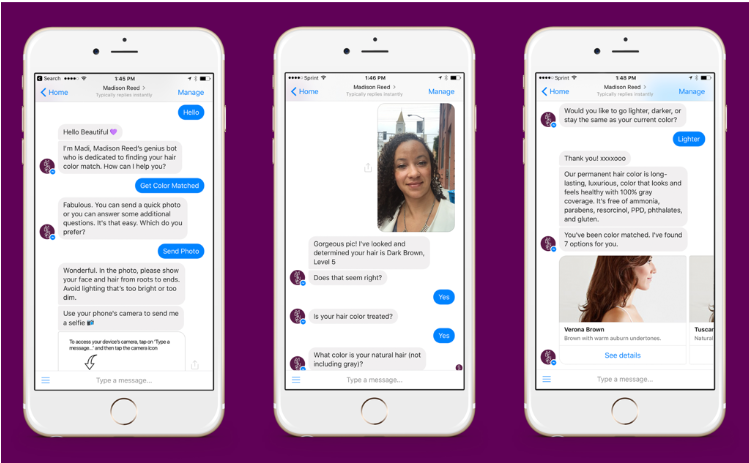 Search
1:45 PM
Home
Madison Reed >
Typically replies instantly
Manage
Hello
Hello Beautiful 💜
I'm Madi, Madison Reed's genius bot
who is dedicated to finding your hair
color match. How can I help you?
Get Color Matched
Fabulous. You can send a quick photo
or you can answer some additional
questions. It's that easy. Which do you
prefer?
Send Photo
Wonderful. In the photo, please show
your face and hair from roots to ends.
Avoid lighting that's too bright or too
dim.
Use your phone's camera to send me
a selfie 📸
To access your device's camera, tap on 'Type a
message...' and then tap the camera icon
Type a message...
Sprint
1:46 PM
Home
Madison Reed >
Typically replies instantly
Manage
Gorgeous pic! I've looked and
determined your hair is Dark Brown,
Level 5
Does that seem right?
Yes
Is your hair color treated?
Yes
What color is your natural hair (not
including gray)?
Type a message...
Sprint
1:48 PM
Home
Madison Reed >
Typically replies instantly
Manage
Would you like to go lighter, darker, or
stay the same as your current color?
Lighter
Thank you! xxxxooo
Our permanent hair color is long-
lasting, luxurious, color that looks and
feels healthy with 100% gray
coverage. It's free of ammonia,
parabens, resorcinol, PPD, phthalates,
and gluten.
You've been color matched. I've found
7 options for you.
Verona Brown
Brown with warm auburn undertones.
See details
Tuscan
Natural
Type a message...